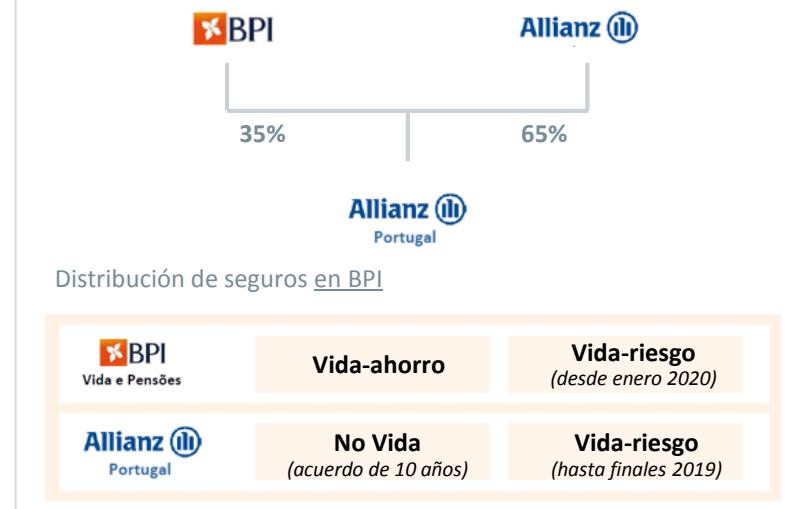 BPI
Allianz
35%
65%
Allianz
Portugal
Distribución de seguros en BPI
BPI
Vida e Pensões
Vida-ahorro
Vida-riesgo
(desde enero 2020)
Allianz
Portugal
No Vida
(acuerdo de 10 años)
Vida-riesgo
(hasta finales 2019)